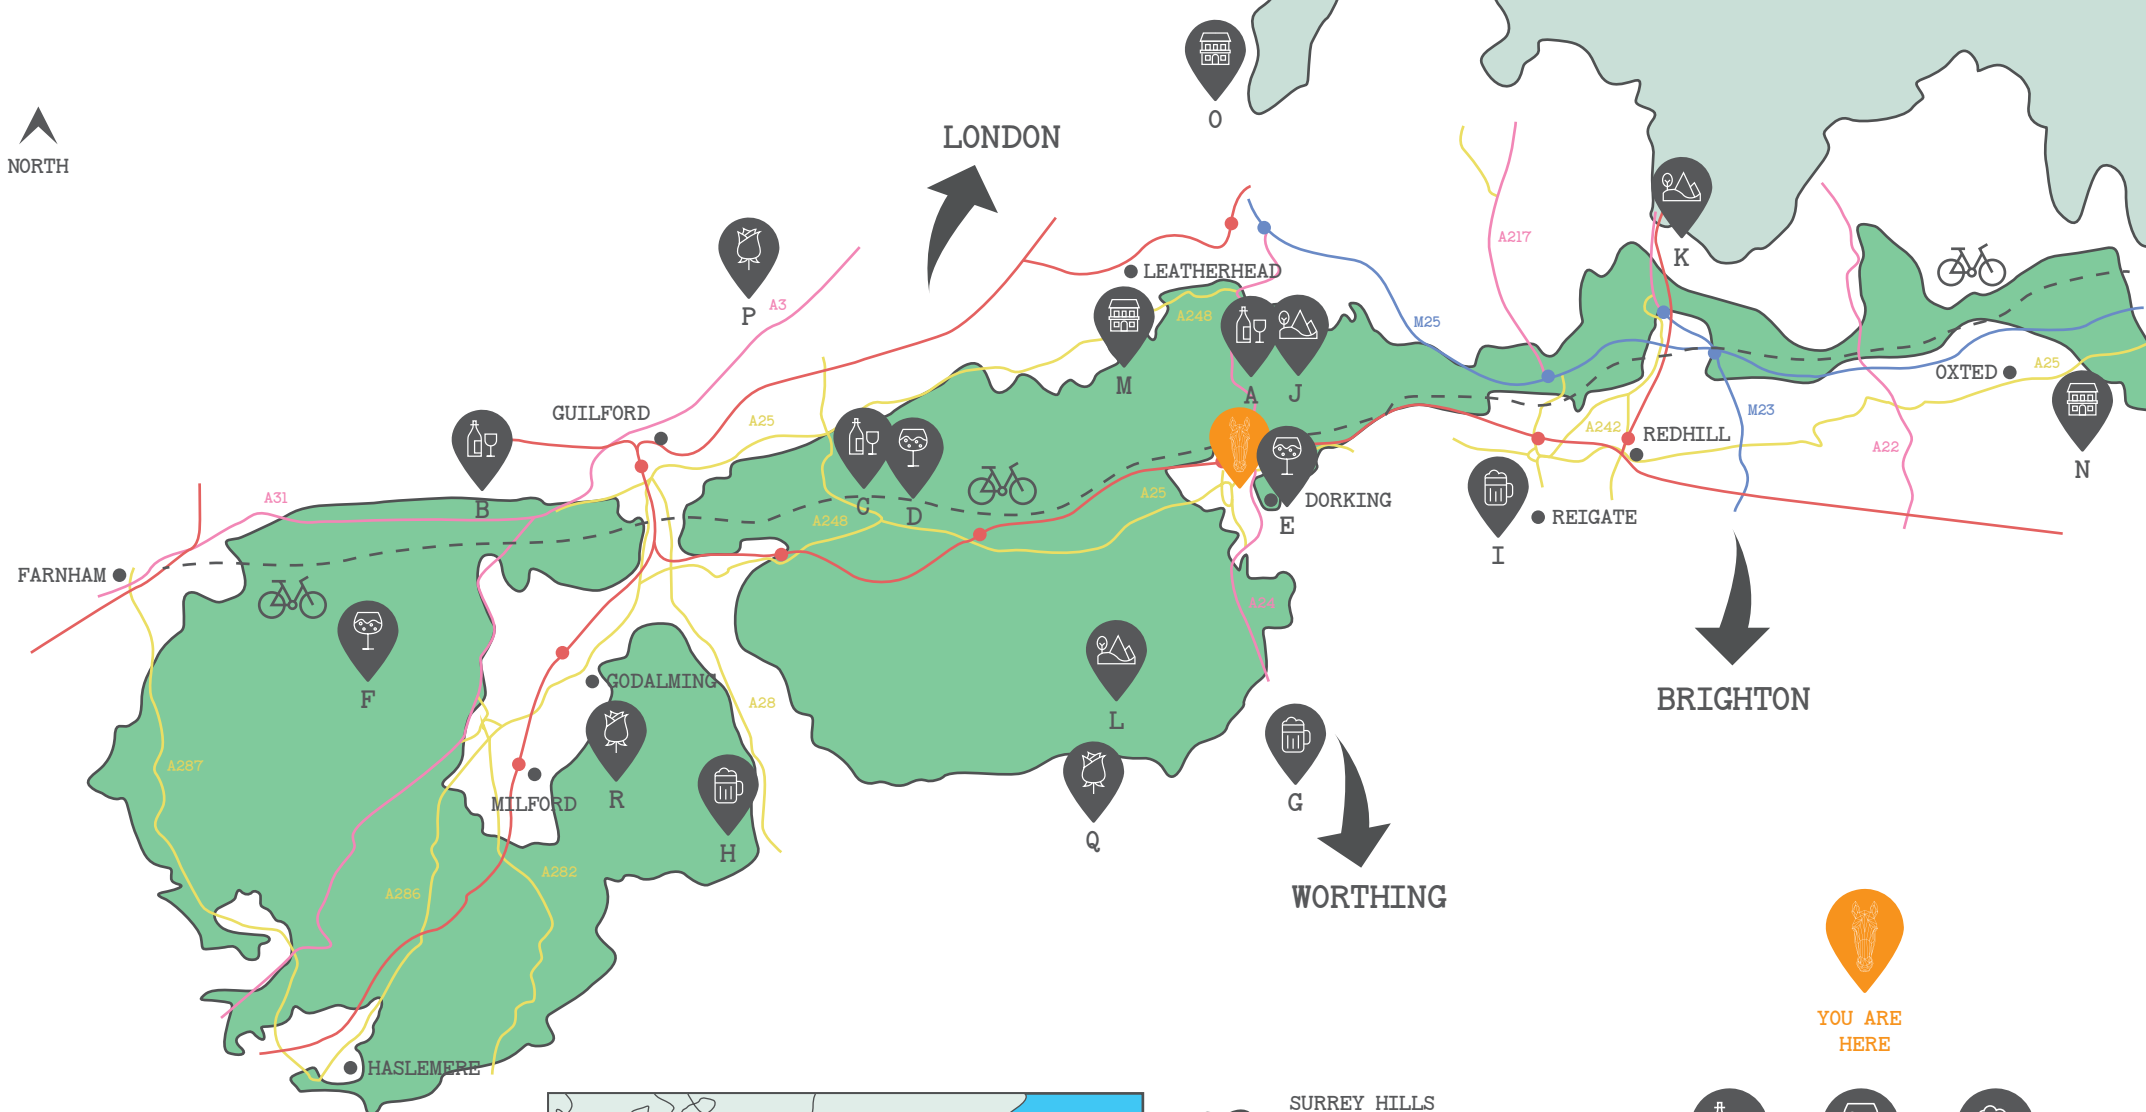 O
LONDON
NORTH
A217
K
LEATHERHEAD
P
A3
A248
M25
M
A
J
OXTED
A25
GUILFORD
A25
M23
A242
REDHILL
A22
N
A31
B
C
D
A248
A25
E
DORKING
I
REIGATE
FARNHAM
F
A24
GODALMING
A28
L
BRIGHTON
A287
MILFORD
R
H
Q
G
A282
A286
WORTHING
YOU ARE
HERE
HASLEMERE
SURREY HILLS